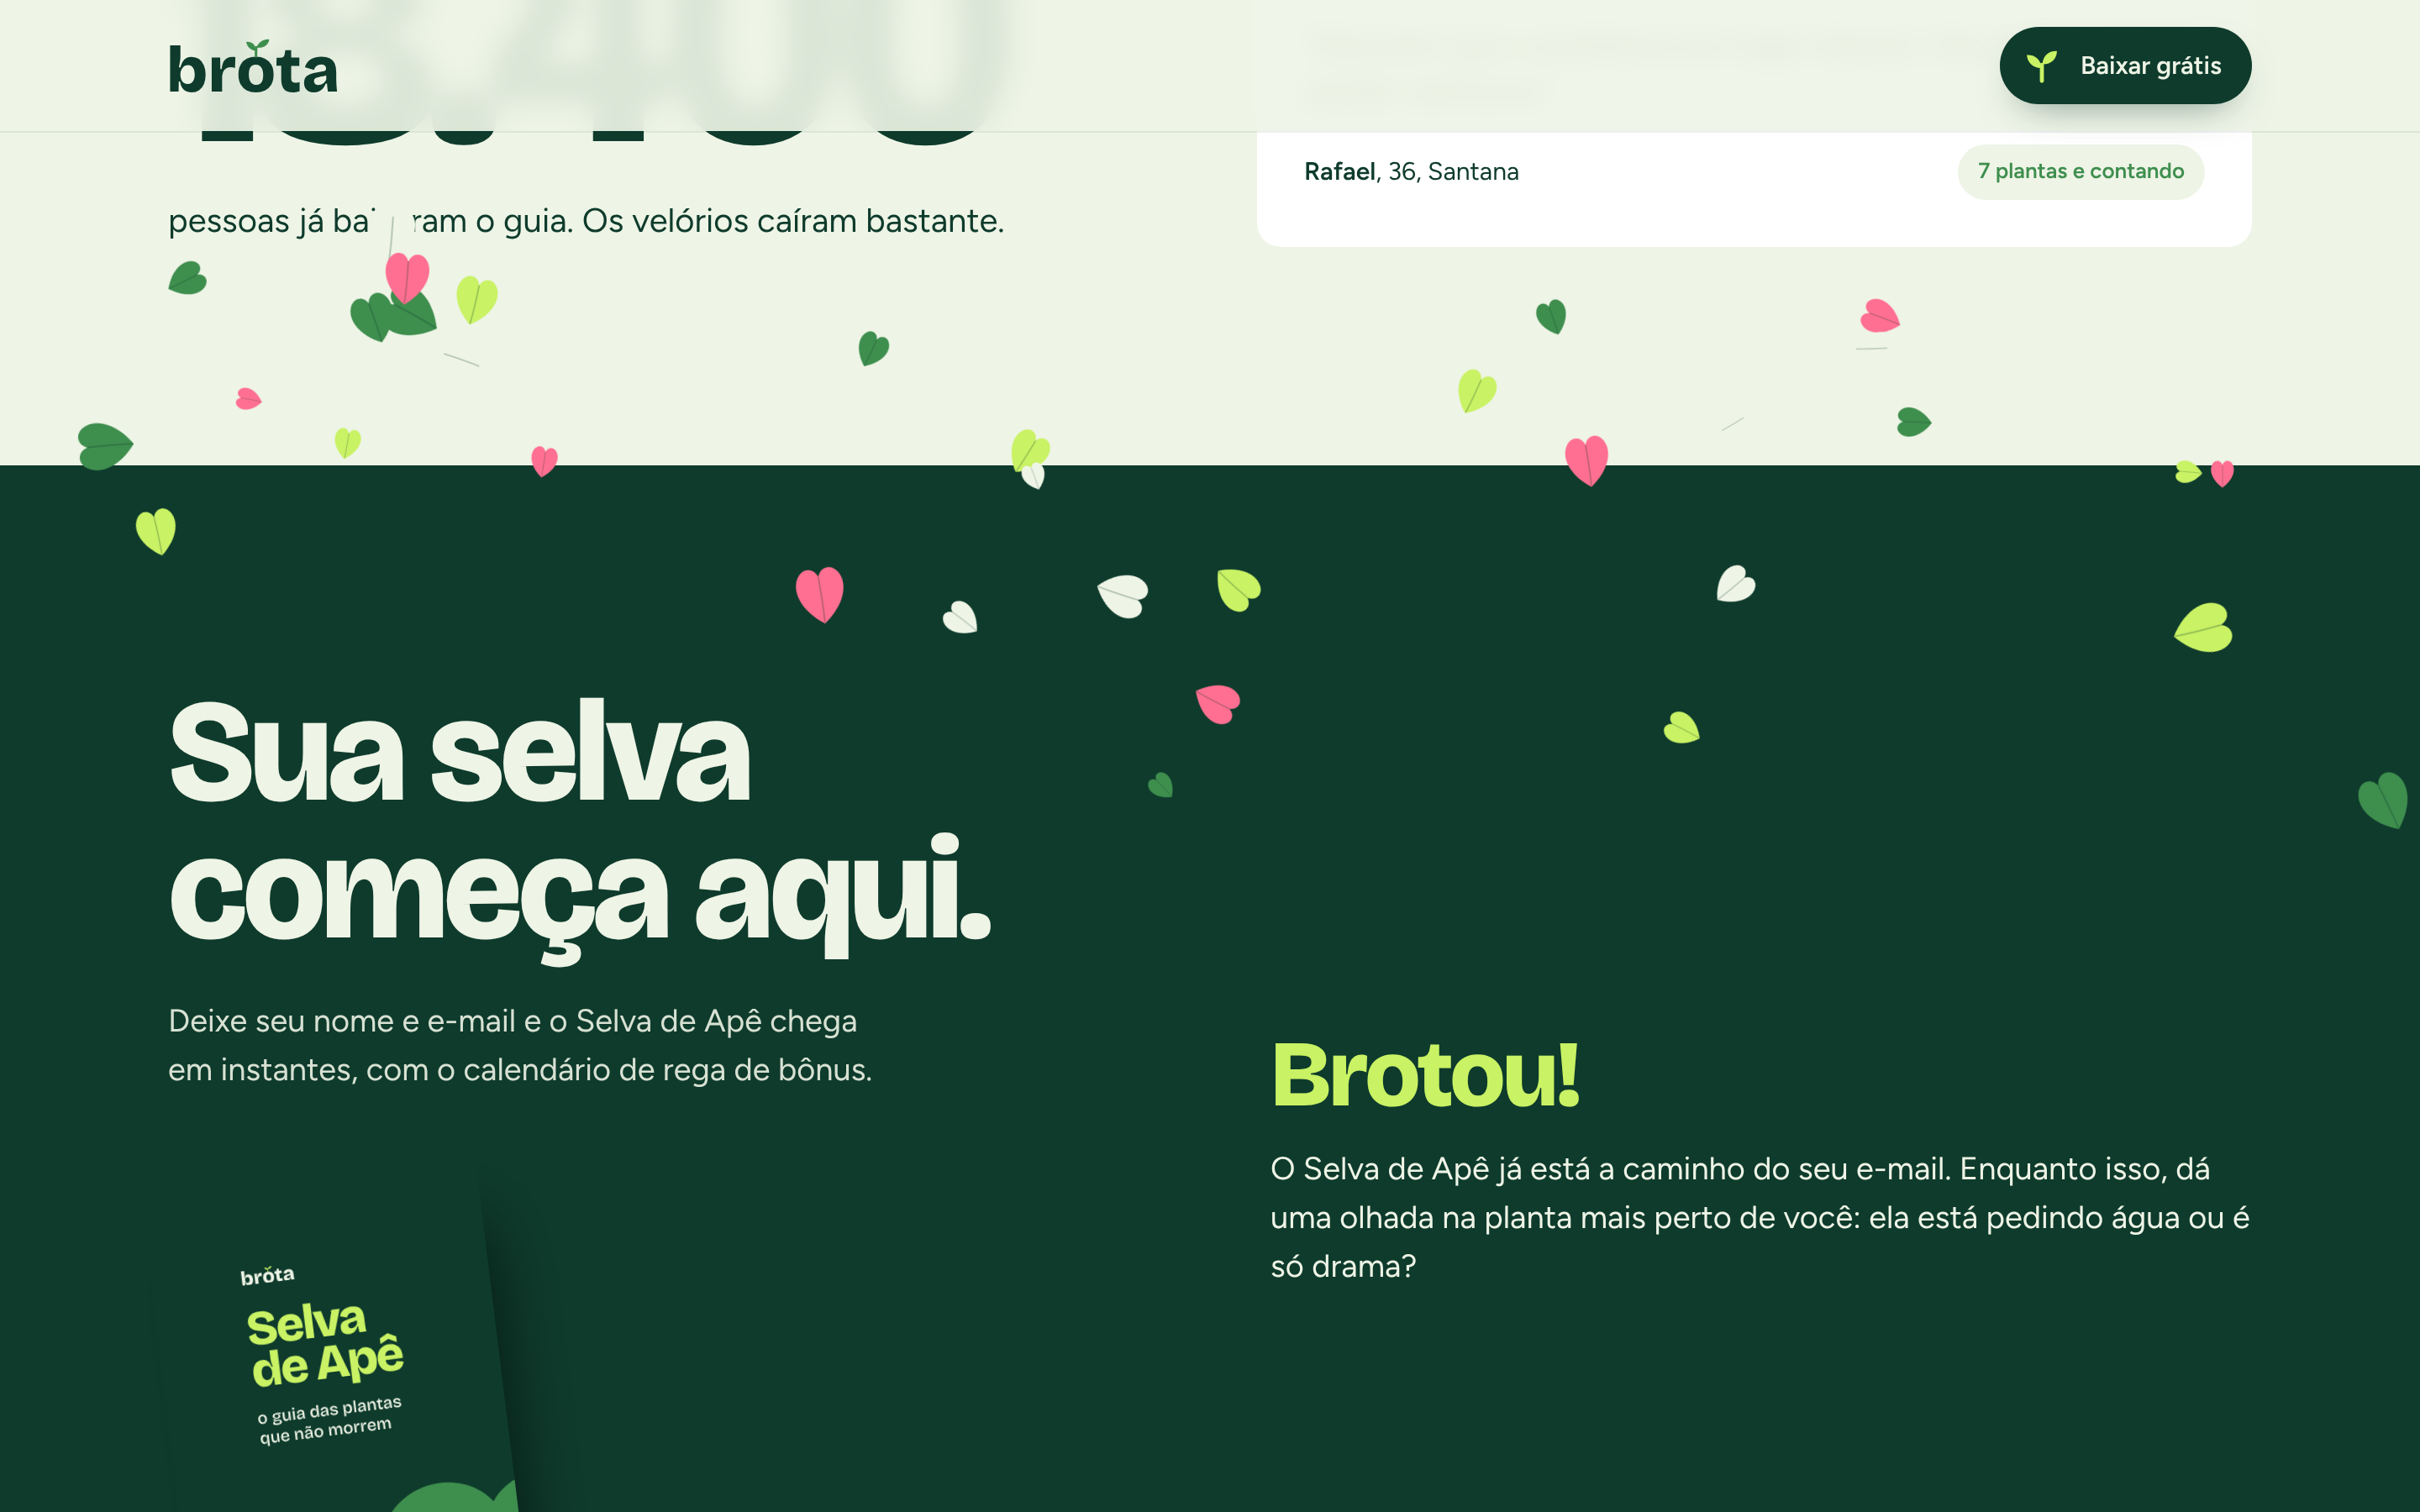 brota
Baixar grátis
Rafael, 36, Santana
7 plantas e contando
pessoas já ram o guia. Os velórios caíram bastante.
Sua selva
começa aqui.
Deixe seu nome e e-mail e o Selva de Apê chega
em instantes, com o calendário de rega de bônus.
Brotou!
O Selva de Apê já está a caminho do seu e-mail. Enquanto isso, dá
uma olhada na planta mais perto de você: ela está pedindo água ou é
só drama?
brota
Selva
de Apê
o guia das plantas
que não morrem